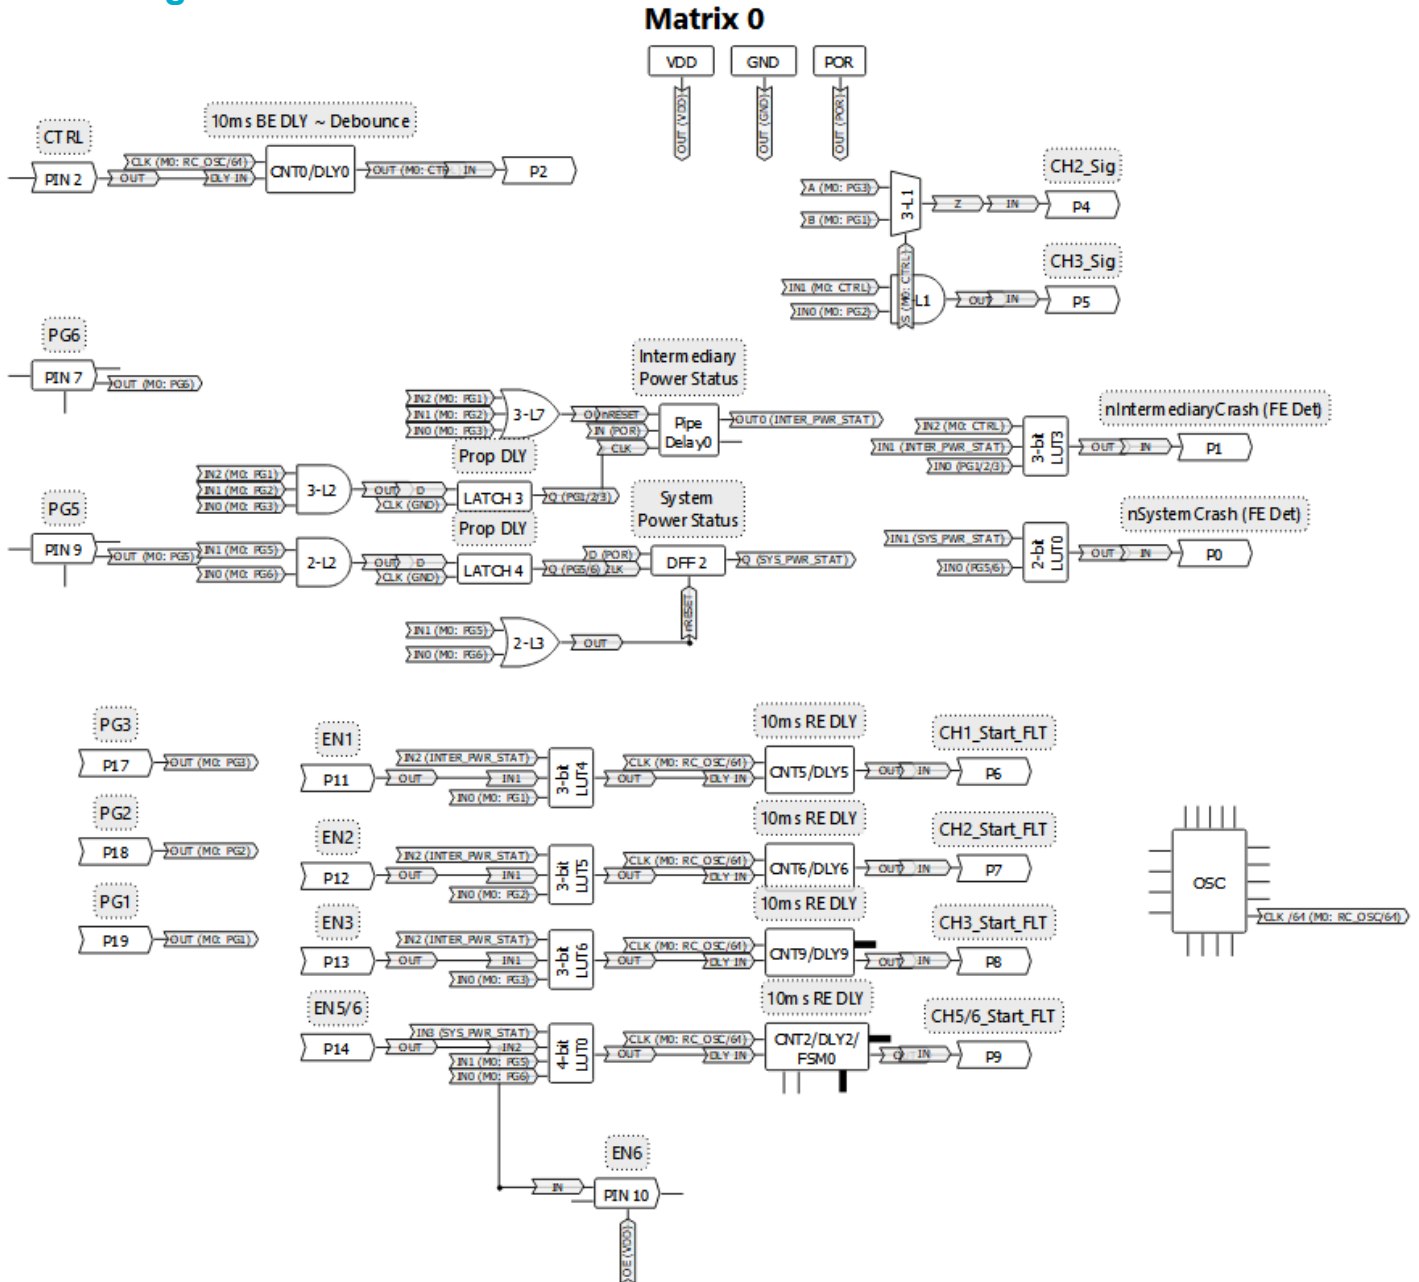 g
Matrix 0
VDD
GND
POR
OUT (VDD)
OUT (GND)
OUT (POR)
CTRL
10ms BE DLY ~ Debounce
PIN 2
OUT
CLK (M0: RC_OSC/64)
DLY IN
CNT0/DLY0
IN
P2
CH2_Sig
A (M0: PG3)
B (M0: PG1)
3-L1
Z
IN
P4
S (M0: CTRL)
CH3_Sig
IN1 (M0: CTRL)
IN0 (M0: PG2)
-L1
OUT
IN
P5
PG6
PIN 7
OUT (M0: PG6)
Intermediary
Power Status
IN2 (M0: PG1)
IN1 (M0: PG2)
IN0 (M0: PG3)
3-L7
nRESET
IN (POR)
CLK
Pipe
Delay0
OUT0 (INTER_PWR_STAT)
nIntermediaryCrash (FE Det)
IN2 (M0: CTRL)
IN1 (INTER_PWR_STAT)
IN0 (PG1/2/3)
3-bit
LUT3
OUT
IN
P1
Prop DLY
IN2 (M0: PG1)
IN1 (M0: PG2)
IN0 (M0: PG3)
3-L2
OUT
D
CLK (GND)
LATCH 3
Q (PG1/2/3)
PG5
PIN 9
OUT (M0: PG5)
Prop DLY
System
Power Status
IN1 (M0: PG5)
IN0 (M0: PG6)
2-L2
OUT
D
CLK (GND)
LATCH 4
Q (PG5/6)
D (POR)
CLK
DFF 2
Q (SYS_PWR_STAT)
nRESET
nSystemCrash (FE Det)
IN1 (SYS_PWR_STAT)
IN0 (PG5/6)
2-bit
LUT0
OUT
IN
P0
IN1 (M0: PG5)
IN0 (M0: PG6)
2-L3
OUT
PG3
P17
OUT (M0: PG3)
PG2
P18
OUT (M0: PG2)
PG1
P19
OUT (M0: PG1)
EN1
P11
OUT
IN2 (INTER_PWR_STAT)
IN1
IN0 (M0: PG1)
3-bit
LUT4
OUT
10ms RE DLY
CLK (M0: RC_OSC/64)
DLY IN
CNT5/DLY5
OUT
IN
CH1_Start_FLT
P6
EN2
P12
OUT
IN2 (INTER_PWR_STAT)
IN1
IN0 (M0: PG2)
3-bit
LUT5
OUT
10ms RE DLY
CLK (M0: RC_OSC/64)
DLY IN
CNT6/DLY6
OUT
IN
CH2_Start_FLT
P7
EN3
P13
OUT
IN2 (INTER_PWR_STAT)
IN1
IN0 (M0: PG3)
3-bit
LUT6
OUT
10ms RE DLY
CLK (M0: RC_OSC/64)
DLY IN
CNT9/DLY9
OUT
IN
CH3_Start_FLT
P8
EN5/6
P14
OUT
IN3 (SYS_PWR_STAT)
IN2
IN1 (M0: PG5)
IN0 (M0: PG6)
4-bit
LUT0
OUT
10ms RE DLY
CLK (M0: RC_OSC/64)
DLY IN
CNT2/DLY2/
FSM0
IN
CH5/6_Start_FLT
P9
OSC
CLK /64 (M0: RC_OSC/64)
EN6
IN
PIN 10
OE (VDD)